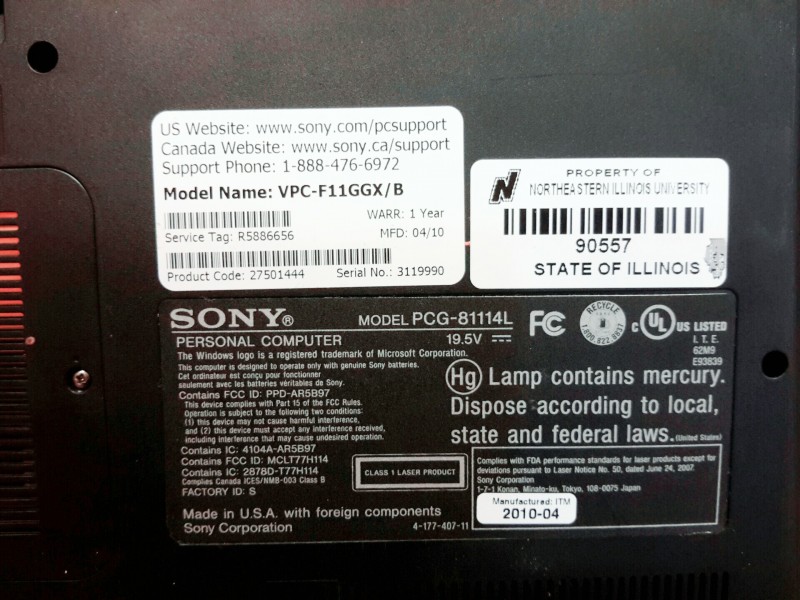 US Website: www.sony.com/pcsupport
Canada Website: www.sony.ca/support
Support Phone: 1-888-476-6972
Model Name: VPC-F11GGX/B
WARR: 1 Year
Service Tag: R5886656
MFD: 04/10
Product Code: 27501444
Serial No.: 3119990
N
PROPERTY OF
NORTHEASTERN ILLINOIS UNIVERSITY
90557
STATE OF ILLINOIS
SONY®
MODEL PCG-81114L
PERSONAL COMPUTER
19.5V
The Windows logo is a registered trademark of Microsoft Corporation.
This computer is designed to operate only with genuine Sony batteries.
Cet ordinateur est conçu pour fonctionner
seulement avec les batteries véritables de Sony.
Contains FCC ID: PPD-AR5B97
This device complies with Part 15 of the FCC Rules.
Operation is subject to the following two conditions:
(1) this device may not cause harmful interference,
and (2) this device must accept any interference received,
including interference that may cause undesired operation.
Contains IC: 4104A-AR5B97
Contains FCC ID: MCLT77H114
Contains IC: 2878D-T77H114
Complies Canada ICES/NMB-003 Class B
FACTORY ID: S
Made in U.S.A. with foreign components
Sony Corporation
4-177-407-11
CLASS 1 LASER PRODUCT
FC
RECYCLE
1.800.822.8837
c UL US LISTED
I.T.E.
62M9
E93839
Hg Lamp contains mercury.
Dispose according to local,
state and federal laws. (United States)
Complies with FDA performance standards for laser products except for
deviations pursuant to Laser Notice No. 50, dated June 24, 2007.
Sony Corporation
1-7-1 Konan, Minato-ku, Tokyo, 108-0075 Japan
Manufactured: ITM
2010-04